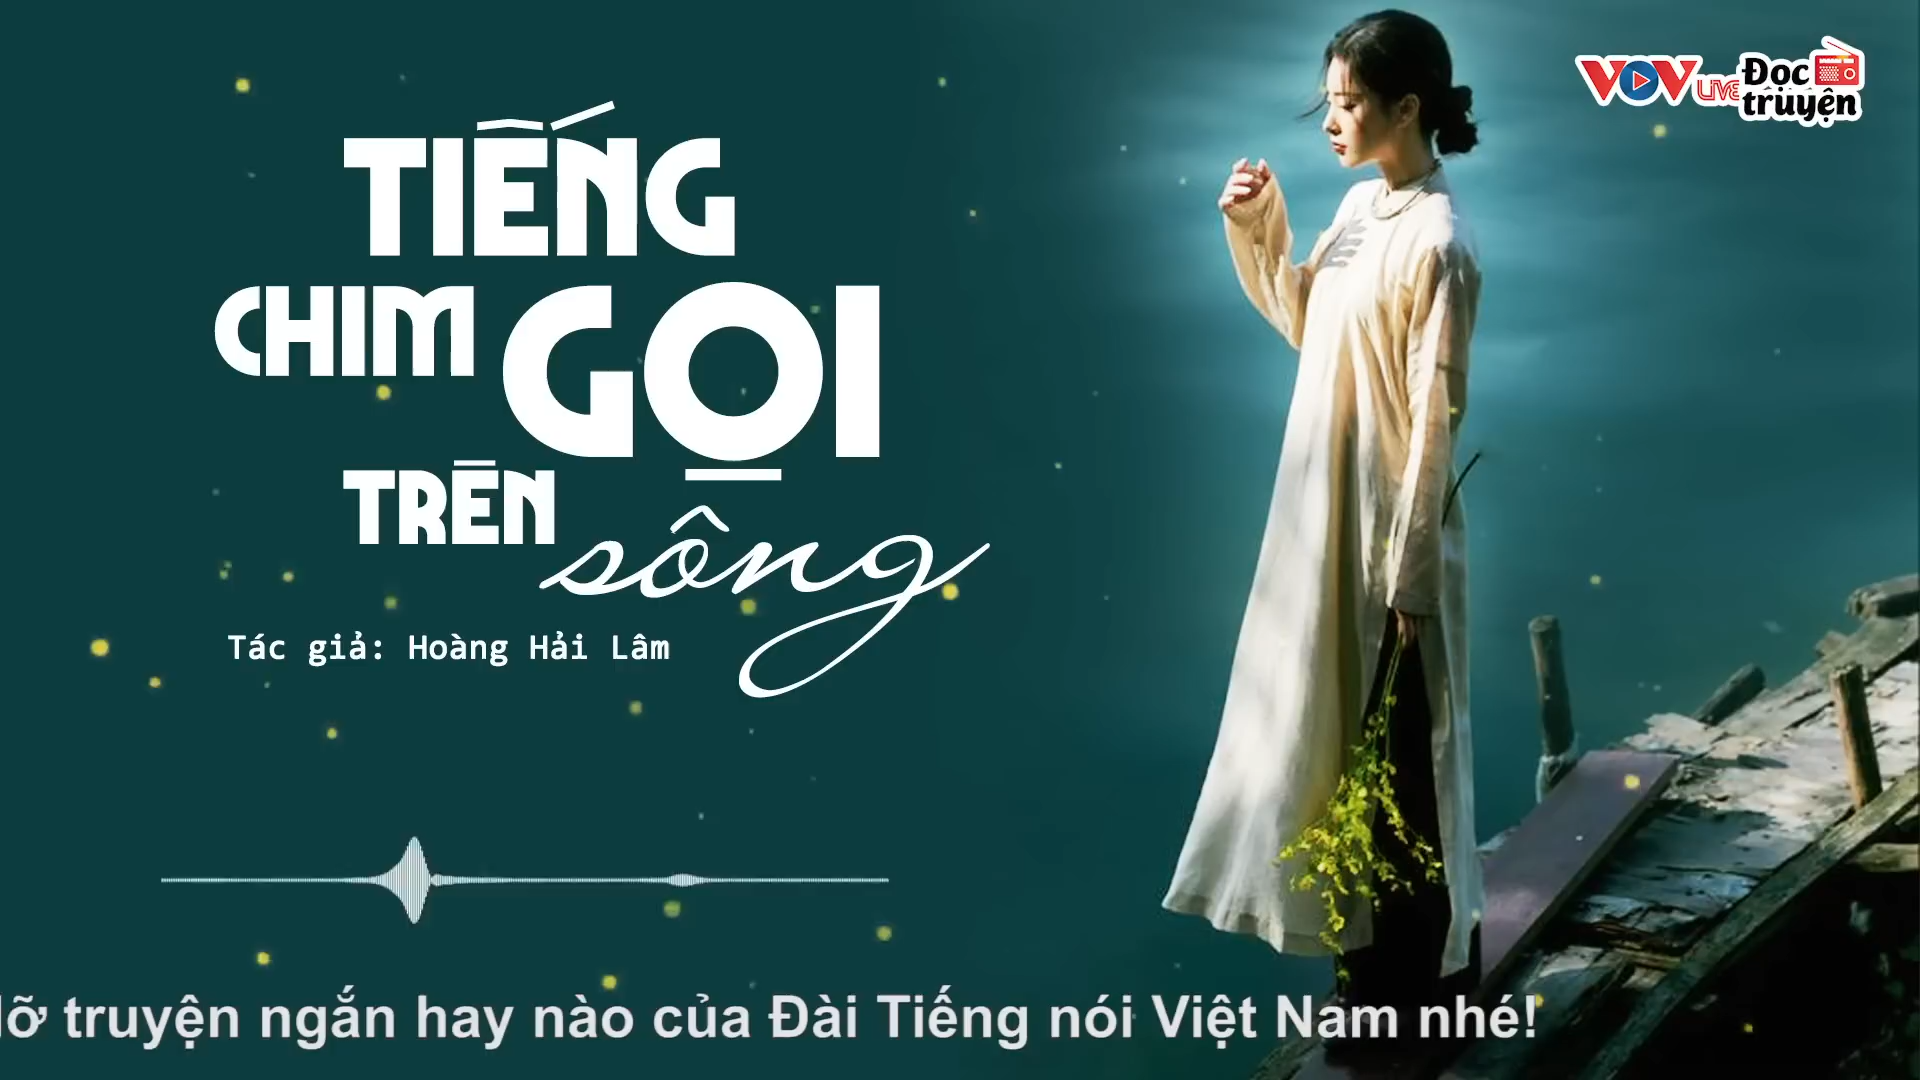 VOV LIVE Đọc
truyện
TIẾNG
CHIM GỌI
TRÊN sông
Tác giả: Hoàng Hải Lâm
lỡ truyện ngắn hay nào của Đài Tiếng nói Việt Nam nhé!